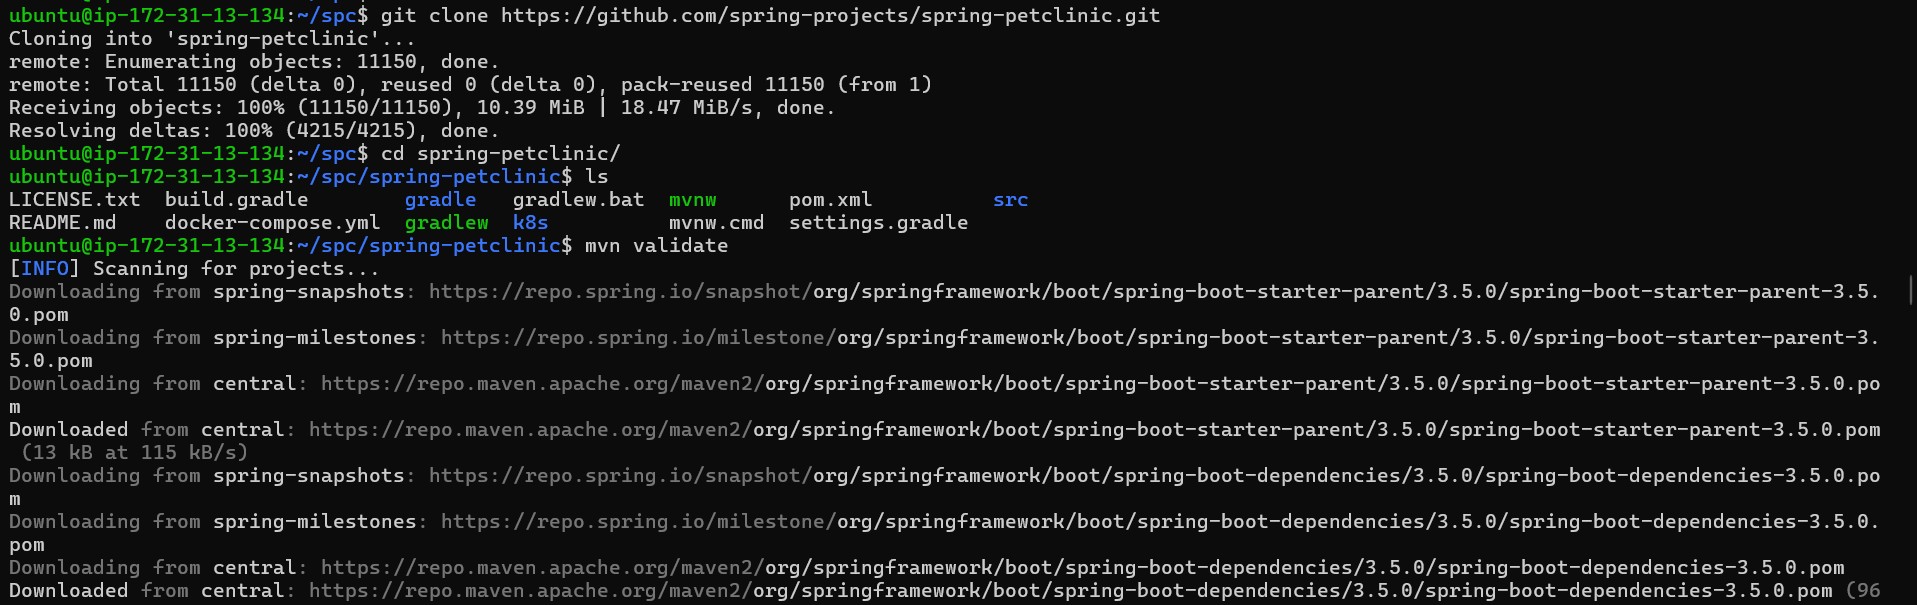 ubuntu@ip-172-31-13-134:~/spc$ git clone https://github.com/spring-projects/spring-petclinic.git
Cloning into 'spring-petclinic'...
remote: Enumerating objects: 11150, done.
remote: Total 11150 (delta 0), reused 0 (delta 0), pack-reused 11150 (from 1)
Receiving objects: 100% (11150/11150), 10.39 MiB | 18.47 MiB/s, done.
Resolving deltas: 100% (4215/4215), done.
ubuntu@ip-172-31-13-134:~/spc$ cd spring-petclinic/
ubuntu@ip-172-31-13-134:~/spc/spring-petclinic$ ls
LICENSE.txt  build.gradle        gradle   gradlew.bat  mvnw      pom.xml          src
README.md    docker-compose.yml  gradlew  k8s          mvnw.cmd  settings.gradle
ubuntu@ip-172-31-13-134:~/spc/spring-petclinic$ mvn validate
[INFO] Scanning for projects...
Downloading from spring-snapshots: https://repo.spring.io/snapshot/org/springframework/boot/spring-boot-starter-parent/3.5.0/spring-boot-starter-parent-3.5.
0.pom
Downloading from spring-milestones: https://repo.spring.io/milestone/org/springframework/boot/spring-boot-starter-parent/3.5.0/spring-boot-starter-parent-3.
5.0.pom
Downloading from central: https://repo.maven.apache.org/maven2/org/springframework/boot/spring-boot-starter-parent/3.5.0/spring-boot-starter-parent-3.5.0.po
m
Downloaded from central: https://repo.maven.apache.org/maven2/org/springframework/boot/spring-boot-starter-parent/3.5.0/spring-boot-starter-parent-3.5.0.pom
 (13 kB at 115 kB/s)
Downloading from spring-snapshots: https://repo.spring.io/snapshot/org/springframework/boot/spring-boot-dependencies/3.5.0/spring-boot-dependencies-3.5.0.po
m
Downloading from spring-milestones: https://repo.spring.io/milestone/org/springframework/boot/spring-boot-dependencies/3.5.0/spring-boot-dependencies-3.5.0.
pom
Downloading from central: https://repo.maven.apache.org/maven2/org/springframework/boot/spring-boot-dependencies/3.5.0/spring-boot-dependencies-3.5.0.pom
Downloaded from central: https://repo.maven.apache.org/maven2/org/springframework/boot/spring-boot-dependencies/3.5.0/spring-boot-dependencies-3.5.0.pom (96